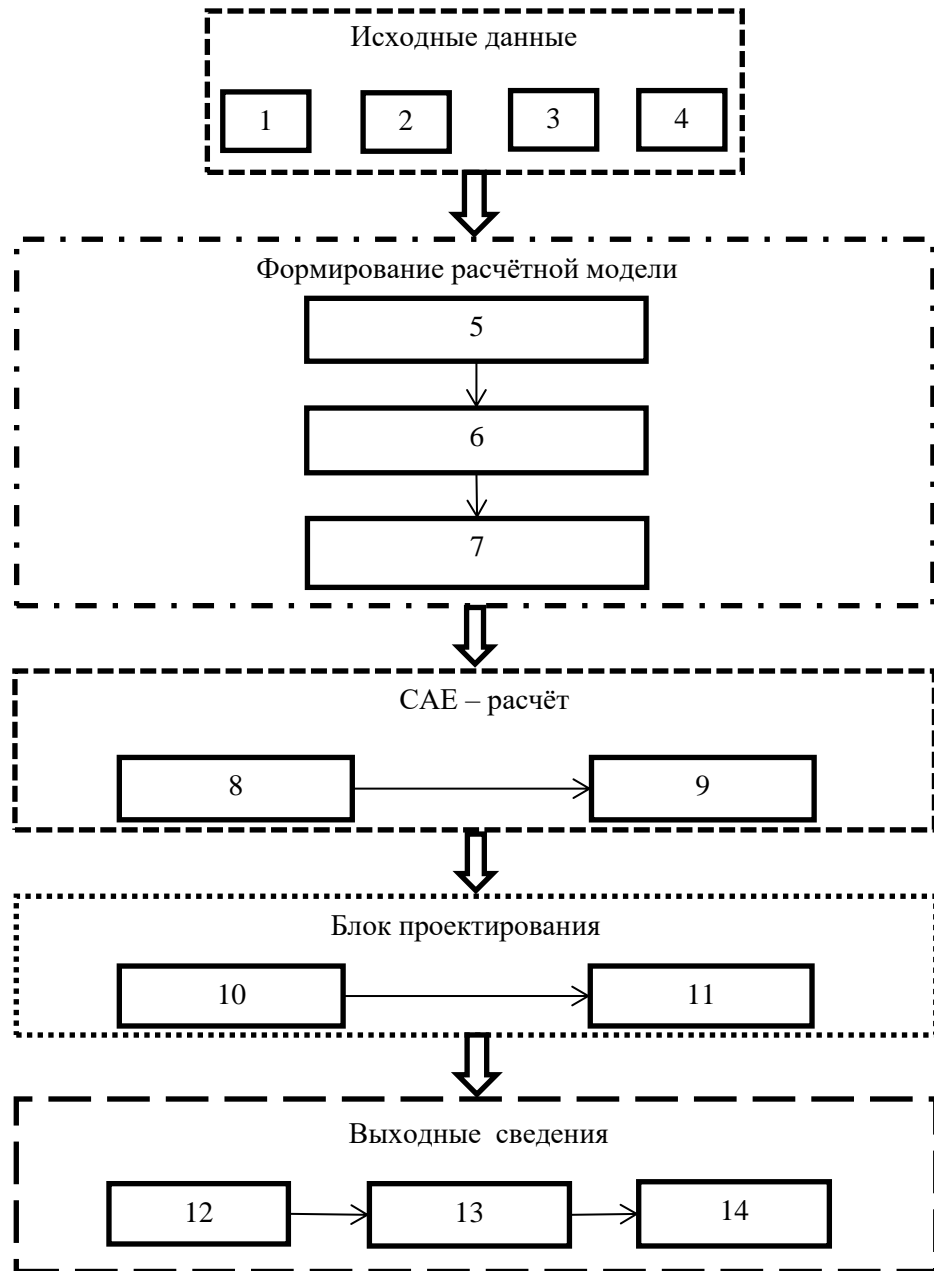 Исходные данные
1 2 3 4
Формирование расчётной модели
5
6
7
CAE – расчёт
8 9
Блок проектирования
10 11
Выходные сведения
12 13 14